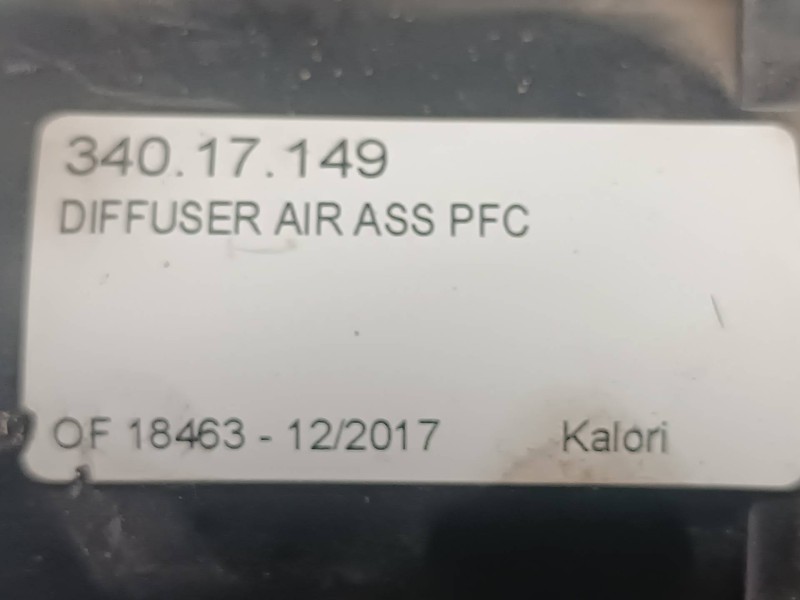 340.17.149
DIFFUSER AIR ASS PFC
OF 18463 - 12/2017 Kalori